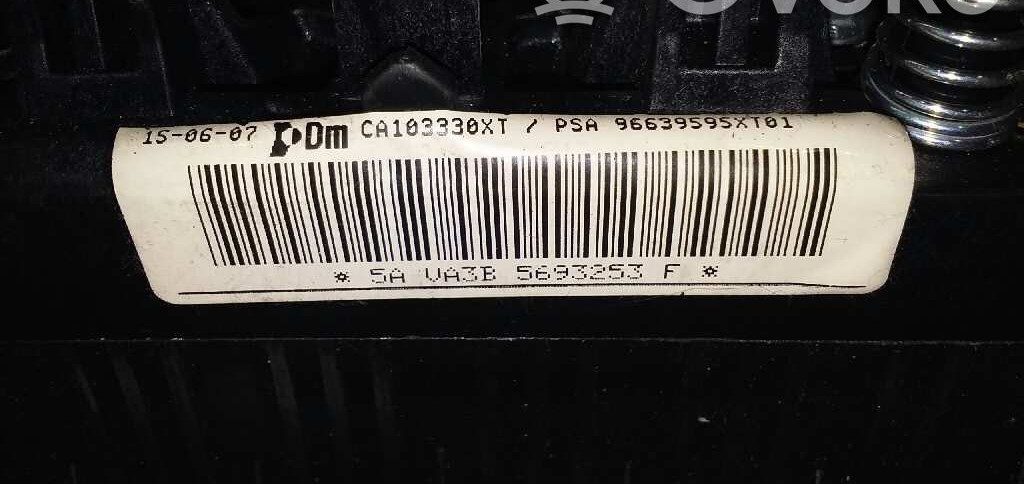 15-06-07 Dm CA103330XT / PSA 96639595XT01
* 5A VA3B 5693253 F *